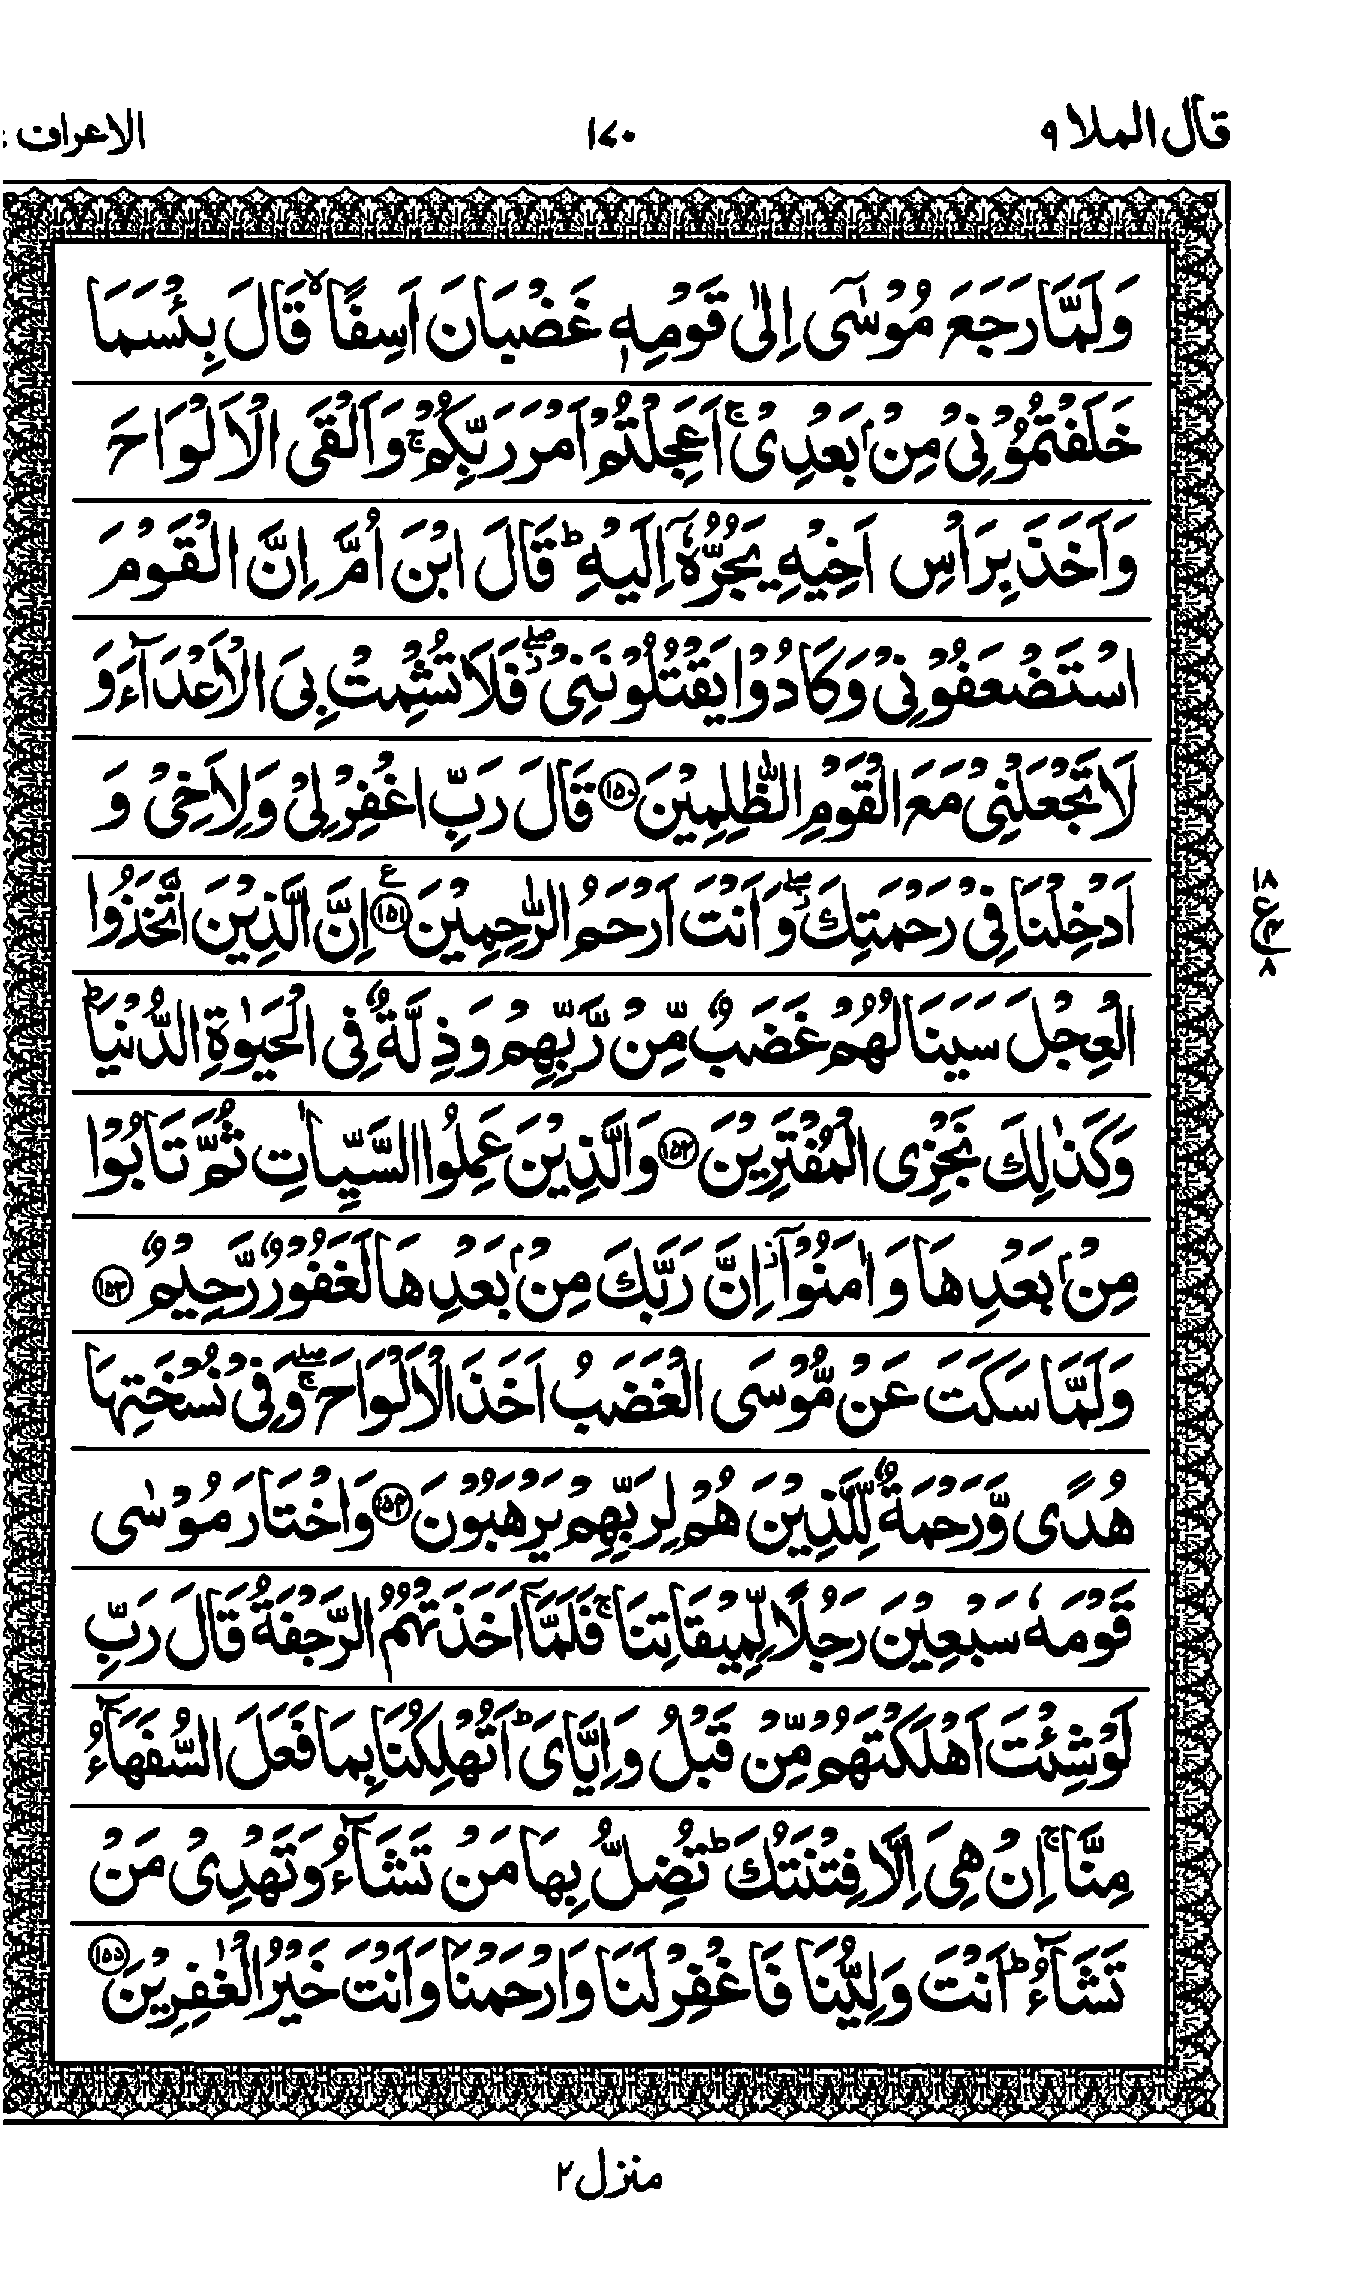 قال الملا ٩
١٧٠
الاعراف
وَلَمَّا رَجَعَ مُوْسٰۤى اِلٰى قَوْمِهٖ غَضْبَانَ اَسِفًا ۙ قَالَ بِئْسَمَا
خَلَفْتُمُوْنِیْ مِنْۢ بَعْدِیْ ۚ اَعَجِلْتُمْ اَمْرَ رَبِّكُمْ ۚ وَاَلْقَى الْاَلْوَاحَ
وَاَخَذَ بِرَاْسِ اَخِیْهِ یَجُرُّهٗۤ اِلَیْهِ ؕ قَالَ ابْنَ اُمَّ اِنَّ الْقَوْمَ
اسْتَضْعَفُوْنِیْ وَكَادُوْا یَقْتُلُوْنَنِیْ ۖ فَلَا تُشْمِتْ بِیَ الْاَعْدَآءَ وَ
لَا تَجْعَلْنِیْ مَعَ الْقَوْمِ الظّٰلِمِیْنَ ١٥٠ قَالَ رَبِّ اغْفِرْ لِیْ وَلِاَخِیْ وَ
اَدْخِلْنَا فِیْ رَحْمَتِكَ ۖ وَاَنْتَ اَرْحَمُ الرّٰحِمِیْنَ ١٥١ ع اِنَّ الَّذِیْنَ اتَّخَذُوا
١٨
ع
٨
الْعِجْلَ سَیَنَالُهُمْ غَضَبٌ مِّنْ رَّبِّهِمْ وَذِلَّةٌ فِی الْحَیٰوةِ الدُّنْیَا ؕ
وَكَذٰلِكَ نَجْزِی الْمُفْتَرِیْنَ ١٥٢ وَالَّذِیْنَ عَمِلُوا السَّیِّاٰتِ ثُمَّ تَابُوْا
مِنْۢ بَعْدِهَا وَاٰمَنُوْۤا ۫ اِنَّ رَبَّكَ مِنْۢ بَعْدِهَا لَغَفُوْرٌ رَّحِیْمٌ ١٥٣
وَلَمَّا سَكَتَ عَنْ مُّوْسَى الْغَضَبُ اَخَذَ الْاَلْوَاحَ ۖۚ وَفِیْ نُسْخَتِهَا
هُدًى وَّرَحْمَةٌ لِّلَّذِیْنَ هُمْ لِرَبِّهِمْ یَرْهَبُوْنَ ١٥٤ وَاخْتَارَ مُوْسٰى
قَوْمَهٗ سَبْعِیْنَ رَجُلًا لِّمِیْقَاتِنَا ۚ فَلَمَّاۤ اَخَذَتْهُمُ الرَّجْفَةُ قَالَ رَبِّ
لَوْ شِئْتَ اَهْلَكْتَهُمْ مِّنْ قَبْلُ وَاِیَّایَ ؕ اَتُهْلِكُنَا بِمَا فَعَلَ السُّفَهَآءُ
مِنَّا ۚ اِنْ هِیَ اِلَّا فِتْنَتُكَ ؕ تُضِلُّ بِهَا مَنْ تَشَآءُ وَتَهْدِیْ مَنْ
تَشَآءُ ؕ اَنْتَ وَلِیُّنَا فَاغْفِرْ لَنَا وَارْحَمْنَا وَاَنْتَ خَیْرُ الْغٰفِرِیْنَ ١٥٥
منزل ٢